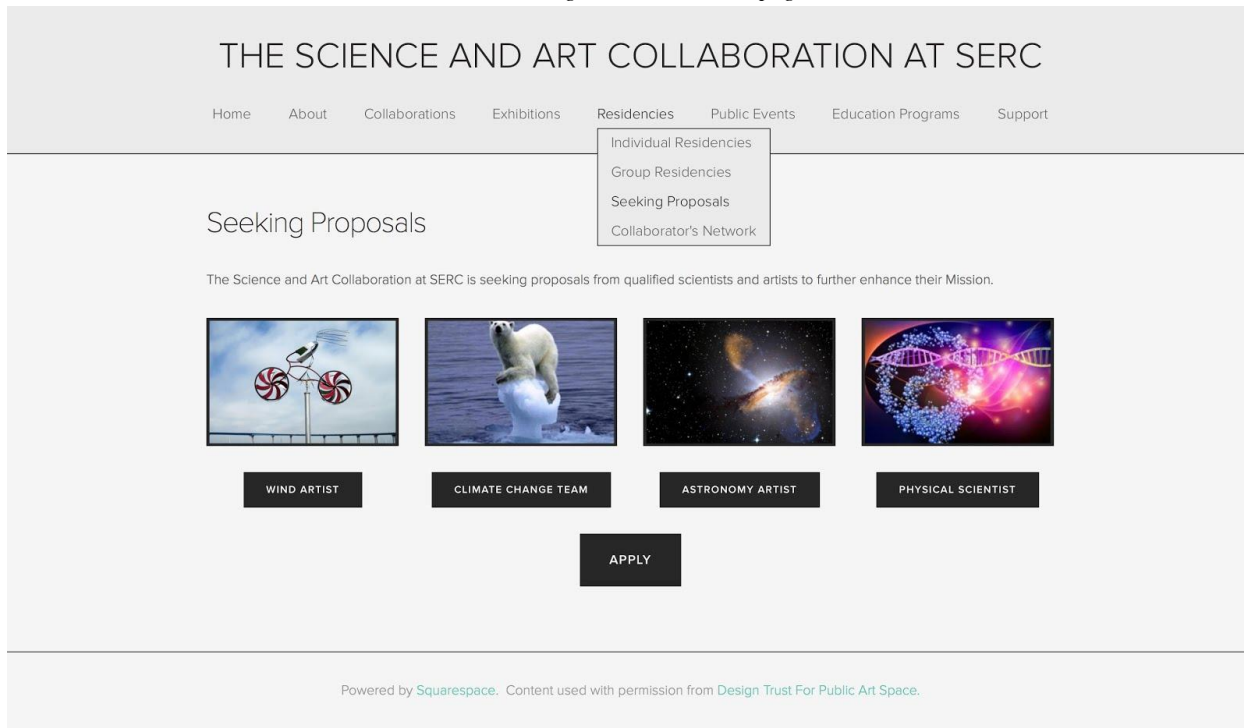 THE SCIENCE AND ART COLLABORATION AT SERC
Home About Collaborations Exhibitions Residencies Public Events Education Programs Support
Individual Residencies
Group Residencies
Seeking Proposals
Collaborator's Network
Seeking Proposals
The Science and Art Collaboration at SERC is seeking proposals from qualified scientists and artists to further enhance their Mission.
WIND ARTIST CLIMATE CHANGE TEAM ASTRONOMY ARTIST PHYSICAL SCIENTIST
APPLY
Powered by Squarespace. Content used with permission from Design Trust For Public Art Space.